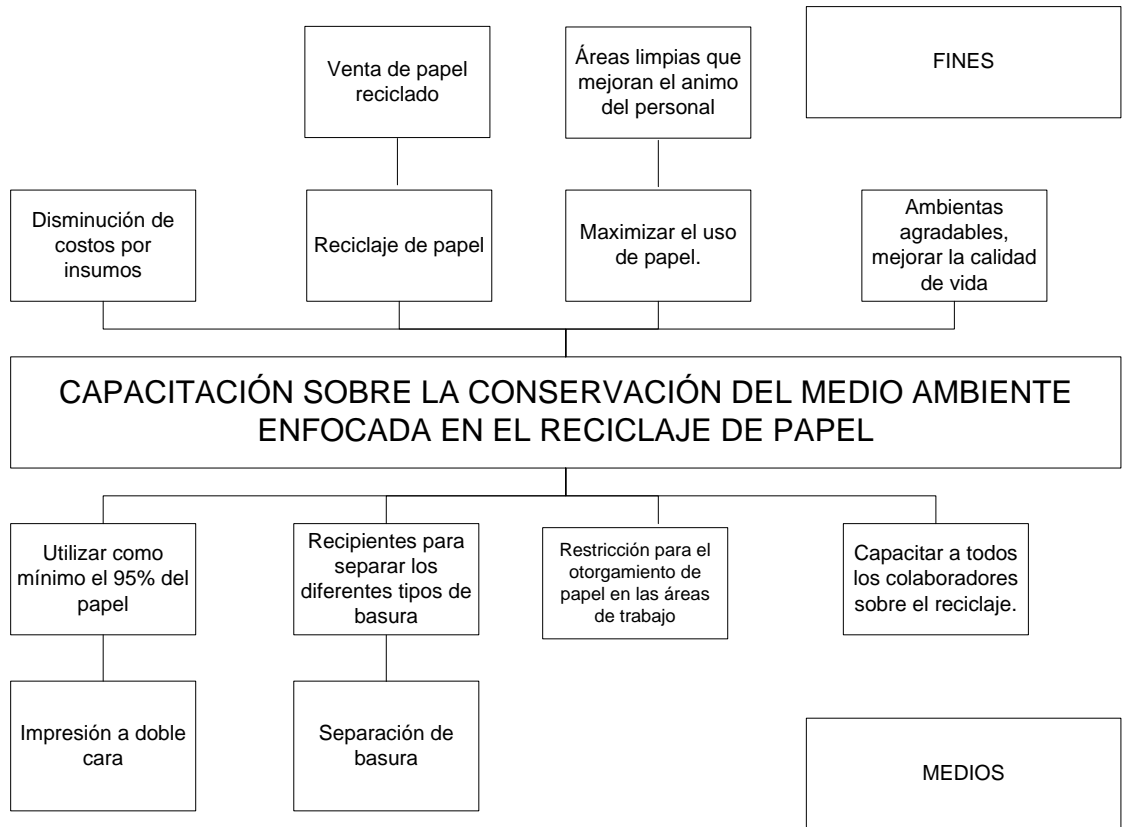 Venta de papel
reciclado
Áreas limpias que
mejoran el animo
del personal
FINES
Disminución de
costos por
insumos
Reciclaje de papel
Maximizar el uso
de papel.
Ambientas
agradables,
mejorar la calidad
de vida
CAPACITACIÓN SOBRE LA CONSERVACIÓN DEL MEDIO AMBIENTE
ENFOCADA EN EL RECICLAJE DE PAPEL
Utilizar como
mínimo el 95% del
papel
Recipientes para
separar los
diferentes tipos de
basura
Restricción para el
otorgamiento de
papel en las áreas
de trabajo
Capacitar a todos
los colaboradores
sobre el reciclaje.
Impresión a doble
cara
Separación de
basura
MEDIOS